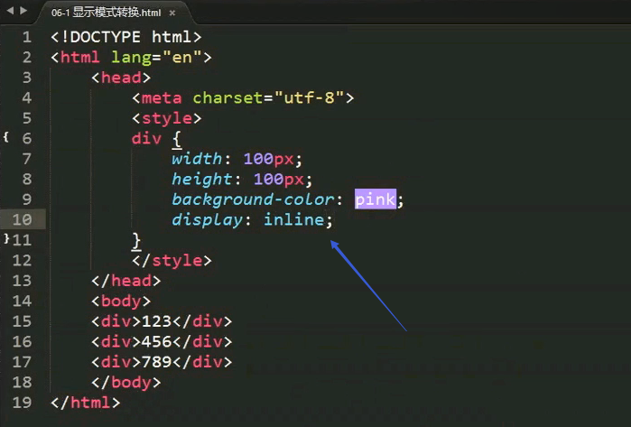 06-1 显示模式转换.html ×
1 <!DOCTYPE html>
2 <html lang="en">
3 <head>
4 <meta charset="utf-8">
5 <style>
{ 6 div {
7 width: 100px;
8 height: 100px;
9 background-color: pink;
10 display: inline;
}11 }
12 </style>
13 </head>
14 <body>
15 <div>123</div>
16 <div>456</div>
17 <div>789</div>
18 </body>
19 </html>